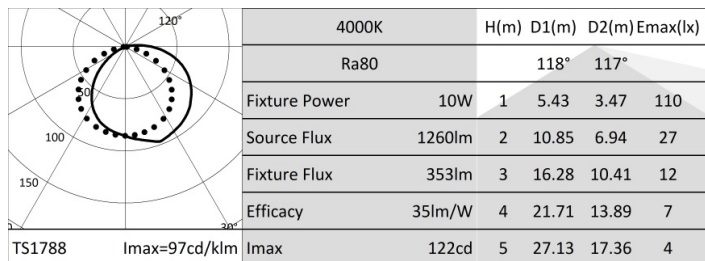 120°
50
100
150
30°
TS1788 Imax=97cd/klm
4000K H(m) D1(m) D2(m) Emax(lx)
Ra80 118° 117°
Fixture Power 10W 1 5.43 3.47 110
Source Flux 1260lm 2 10.85 6.94 27
Fixture Flux 353lm 3 16.28 10.41 12
Efficacy 35lm/W 4 21.71 13.89 7
Imax 122cd 5 27.13 17.36 4